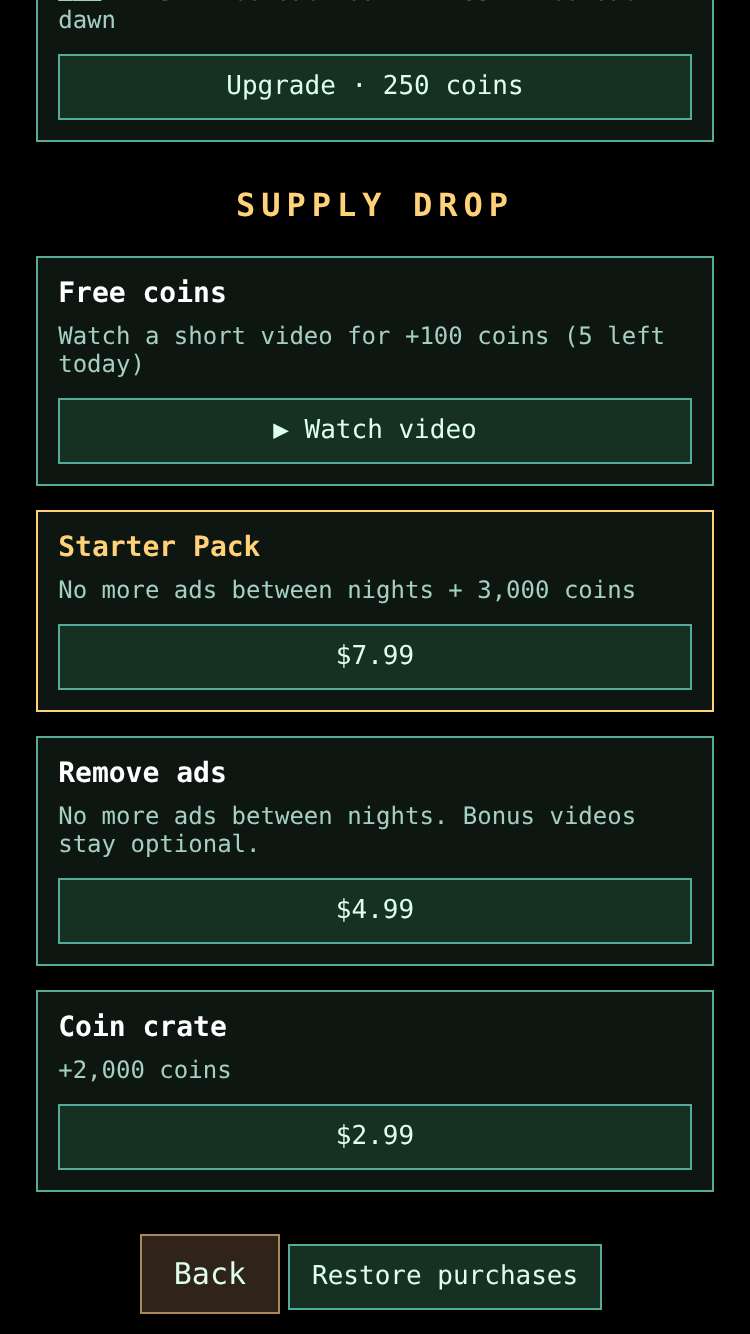 dawn
Upgrade · 250 coins
SUPPLY DROP
Free coins
Watch a short video for +100 coins (5 left
today)
▶ Watch video
Starter Pack
No more ads between nights + 3,000 coins
$7.99
Remove ads
No more ads between nights. Bonus videos
stay optional.
$4.99
Coin crate
+2,000 coins
$2.99
Back
Restore purchases